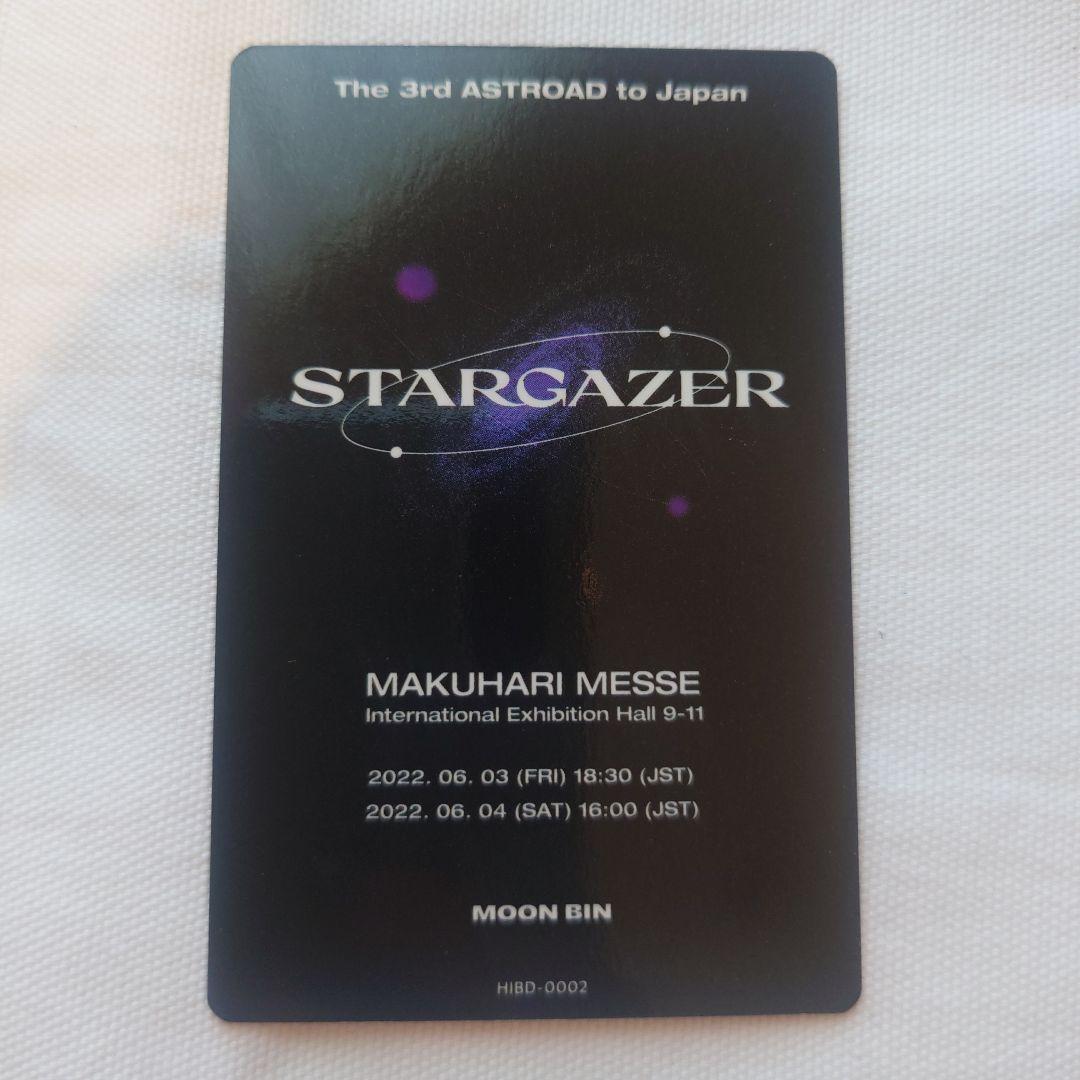 The 3rd ASTROAD to Japan
STARGAZER
MAKUHARI MESSE
International Exhibition Hall 9-11
2022. 06. 03 (FRI) 18:30 (JST)
2022. 06. 04 (SAT) 16:00 (JST)
MOON BIN
HIBD-0002